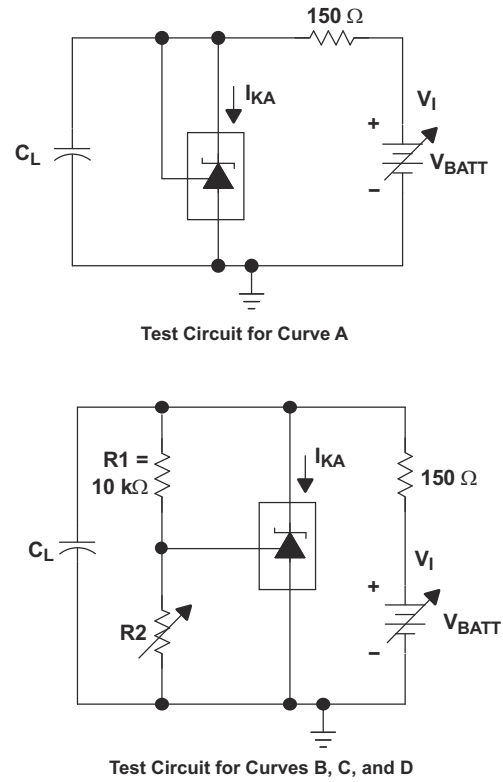 150 Ω
I_KA
V_I
+
C_L
V_BATT
−
Test Circuit for Curve A
R1 =
10 kΩ
I_KA
150 Ω
C_L
V_I
+
R2
V_BATT
−
Test Circuit for Curves B, C, and D